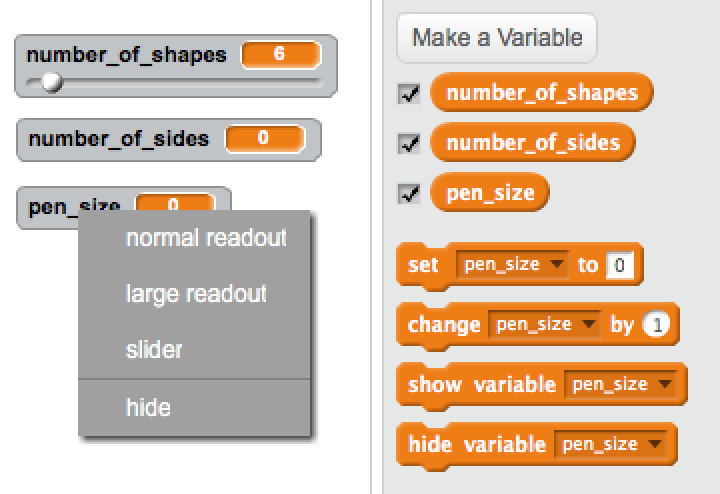 number_of_shapes 6
number_of_sides 0
pen_size 0
normal readout
large readout
slider
hide
Make a Variable
number_of_shapes
number_of_sides
pen_size
set pen_size to 0
change pen_size by 1
show variable pen_size
hide variable pen_size